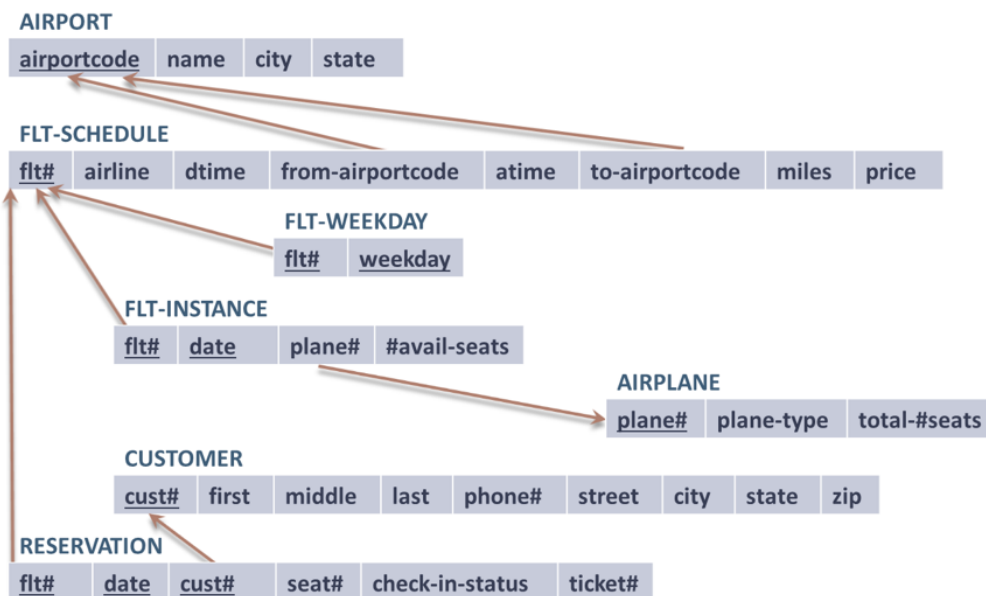 AIRPORT
airportcode name city state
FLT-SCHEDULE
flt# airline dtime from-airportcode atime to-airportcode miles price
FLT-WEEKDAY
flt# weekday
FLT-INSTANCE
flt# date plane# #avail-seats
AIRPLANE
plane# plane-type total-#seats
CUSTOMER
cust# first middle last phone# street city state zip
RESERVATION
flt# date cust# seat# check-in-status ticket#